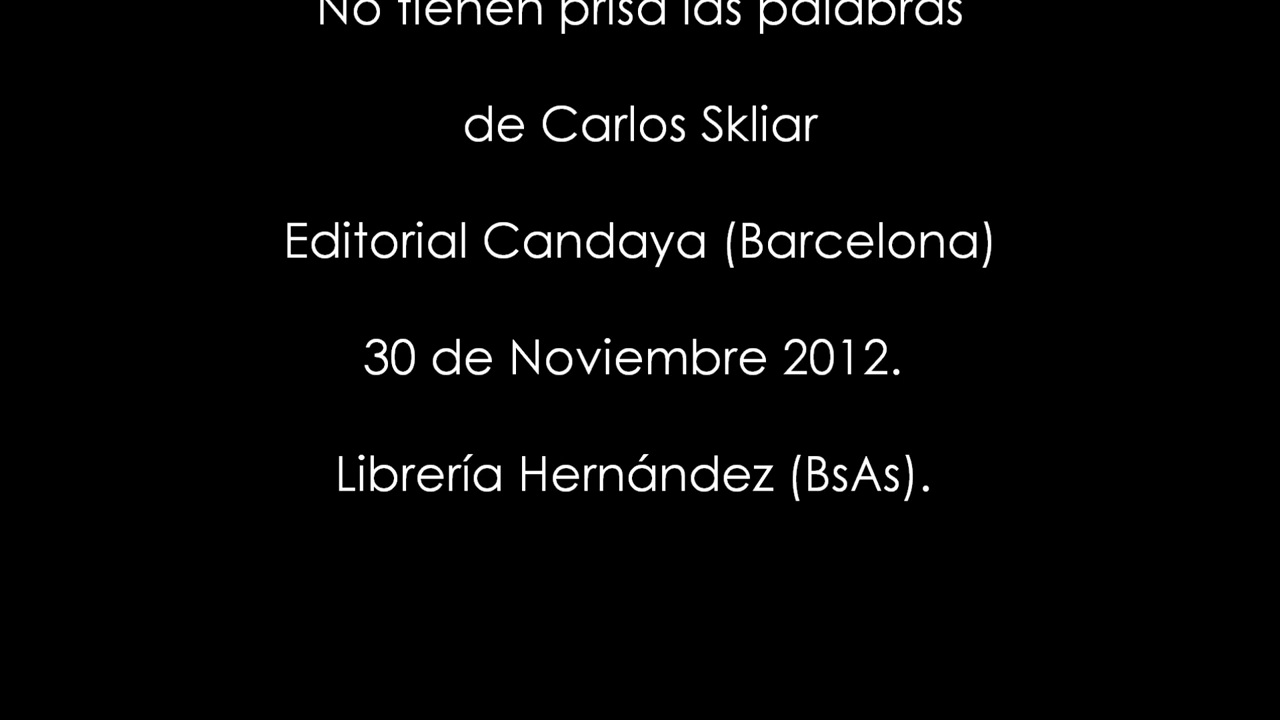 No tienen prisa las palabras
de Carlos Skliar
Editorial Candaya (Barcelona)
30 de Noviembre 2012.
Librería Hernández (BsAs).